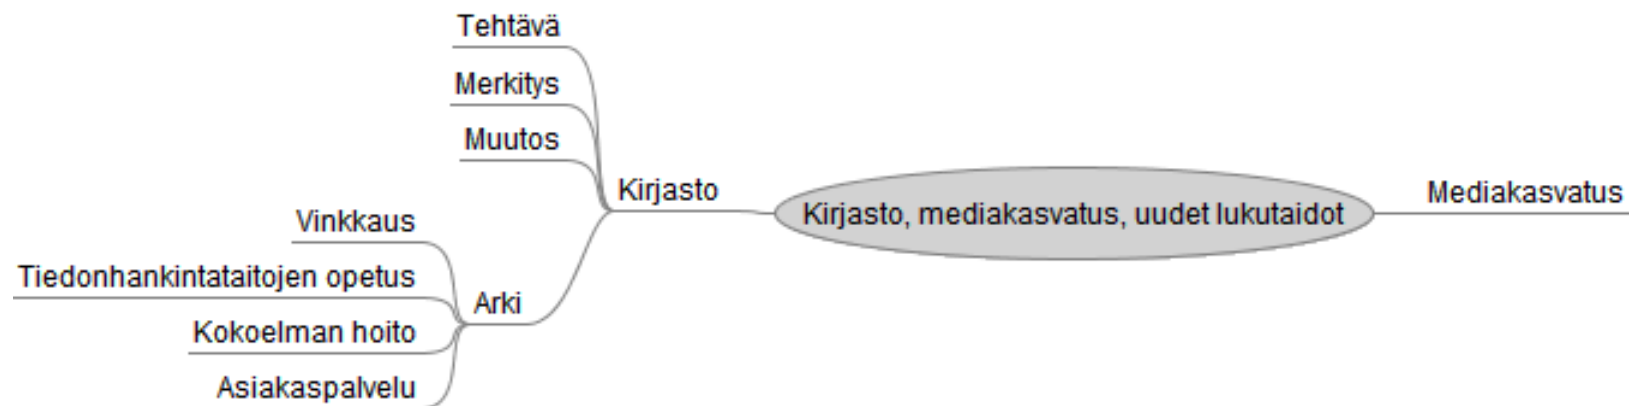 Tehtävä
Merkitys
Muutos
Kirjasto
Vinkkaus
Tiedonhankintataitojen opetus
Kokoelman hoito
Asiakaspalvelu
Arki
Kirjasto, mediakasvatus, uudet lukutaidot
Mediakasvatus